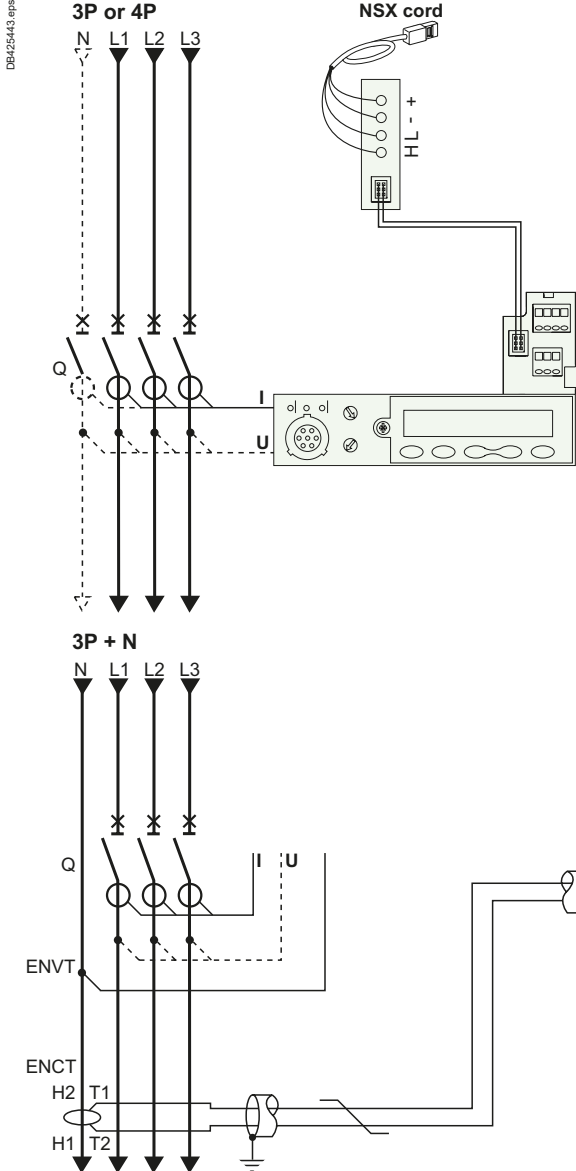 DB425443.eps
3P or 4P
N L1 L2 L3
NSX cord
H L - +
Q
I
U
3P + N
N L1 L2 L3
Q
I U
ENVT
ENCT
H2 T1
H1 T2